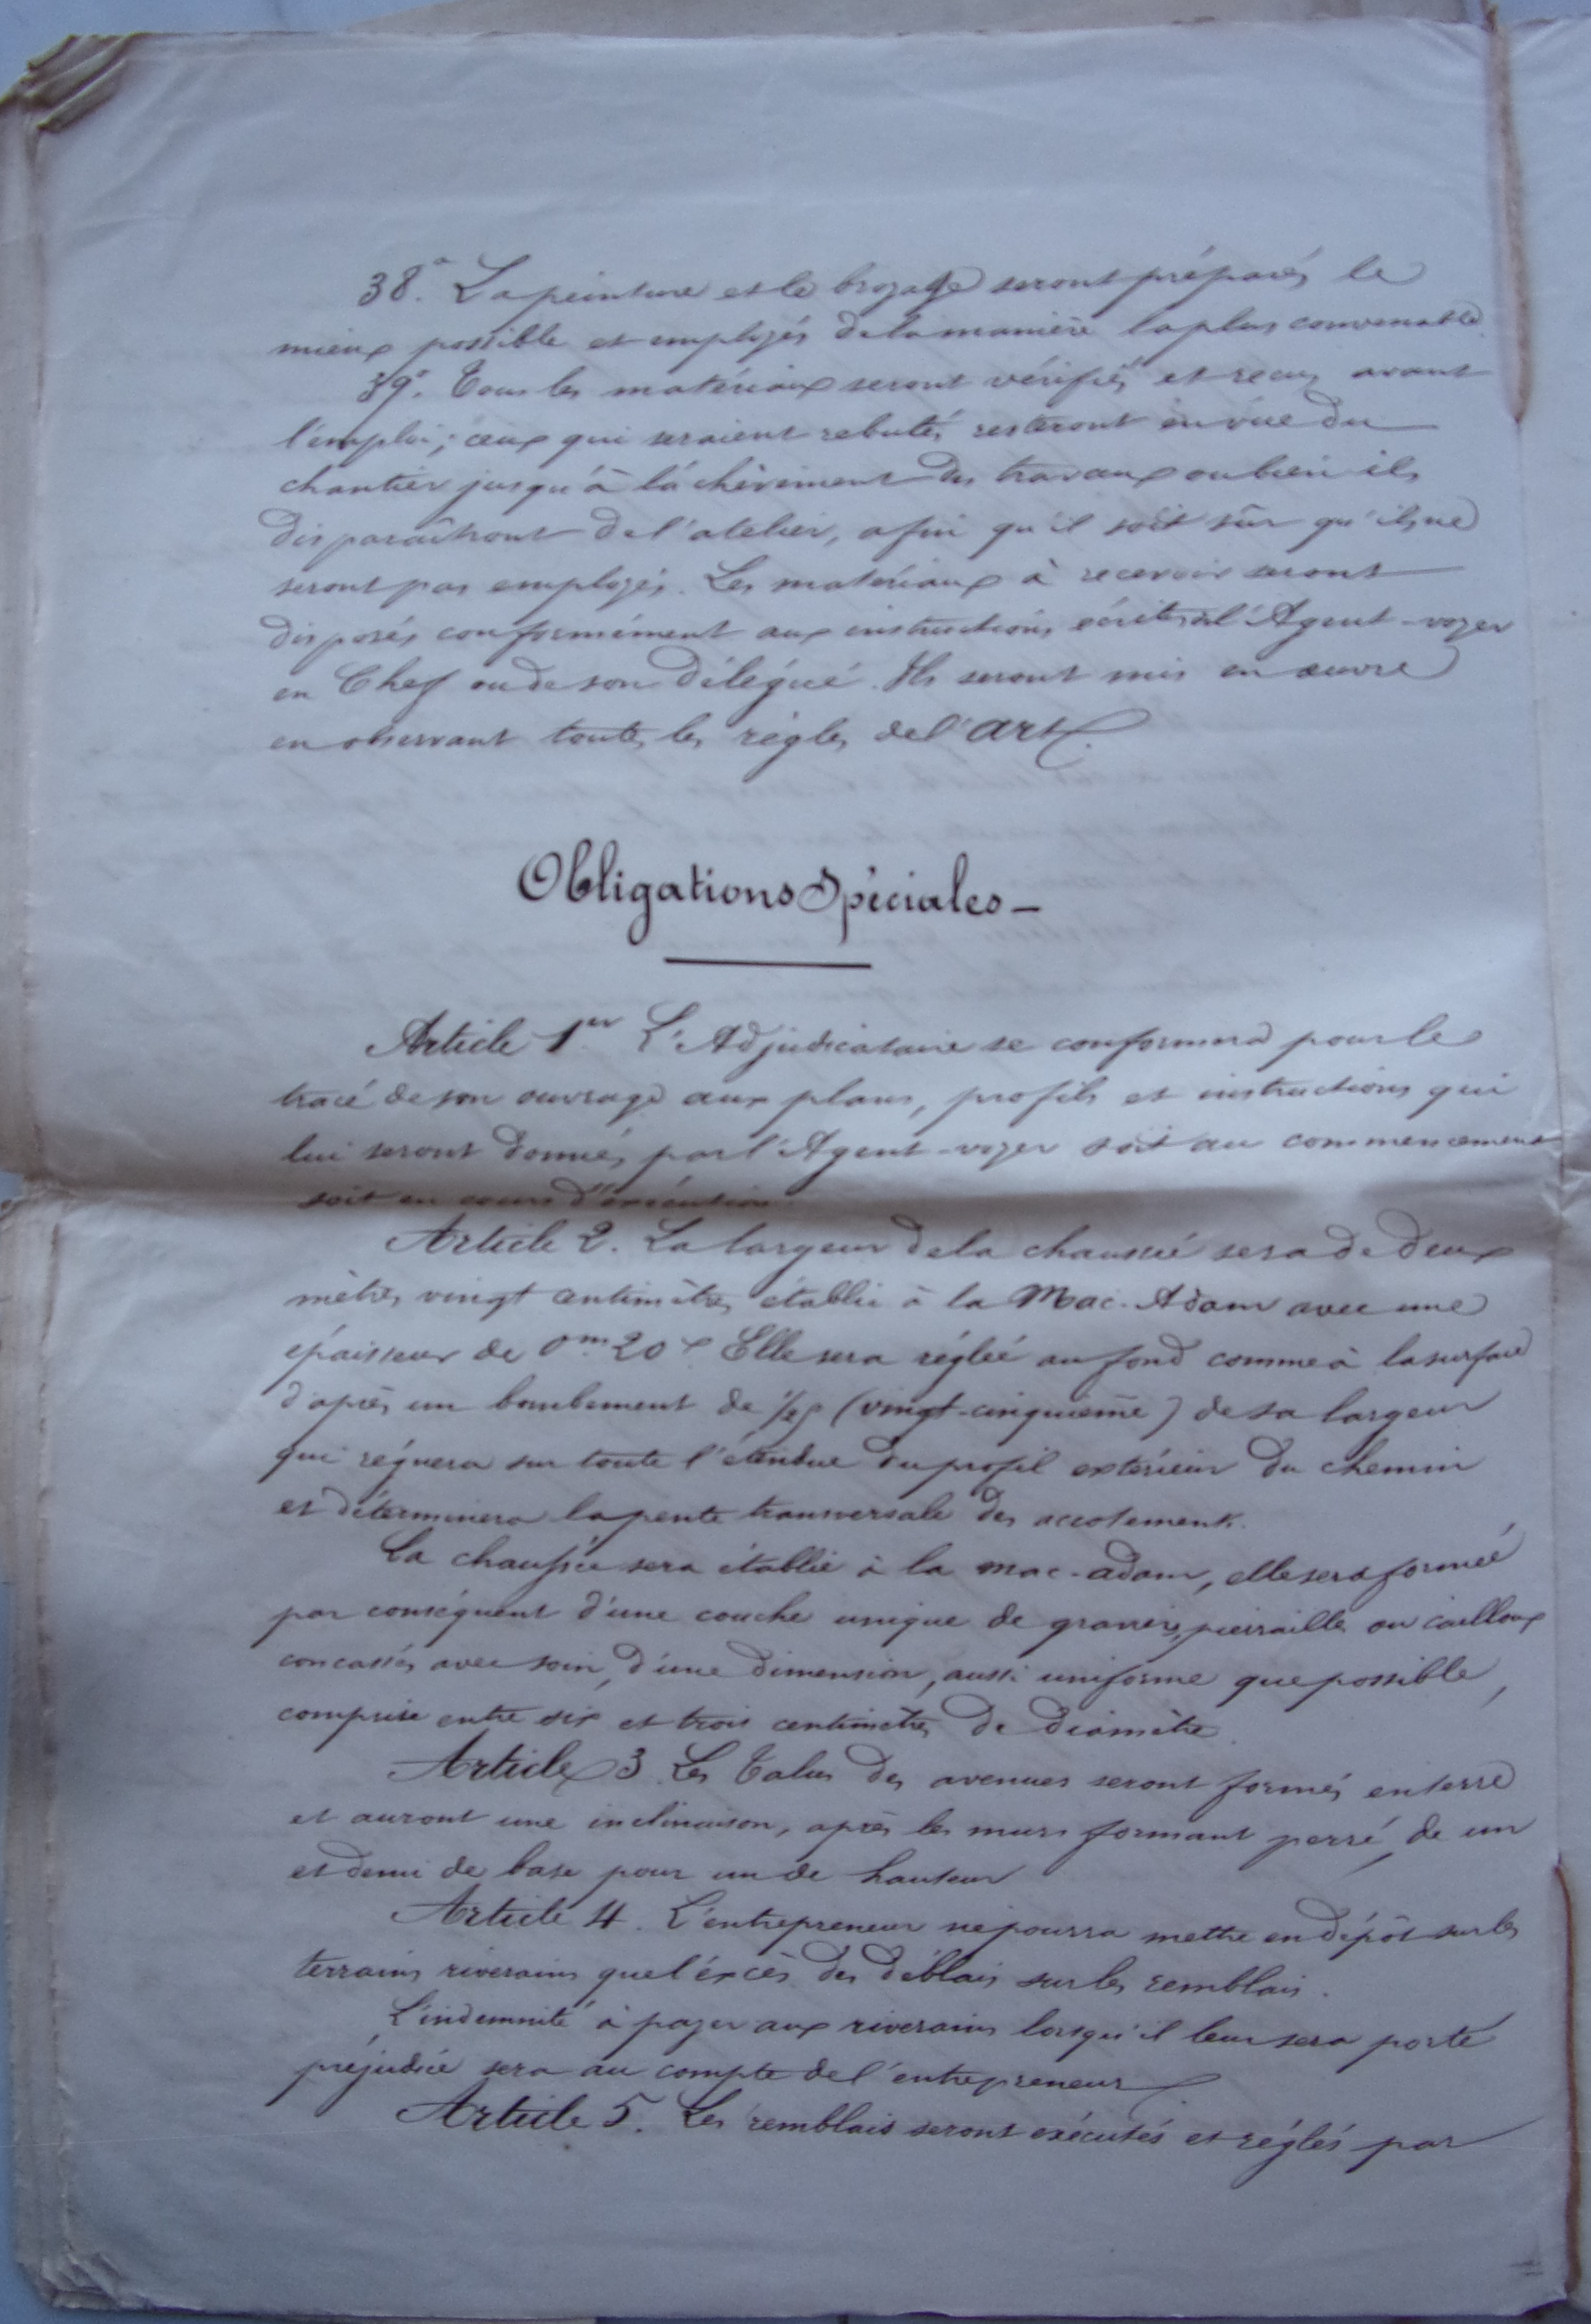 38°. La peinture et le broyage seront préparés le
mieux possible et employés de la manière la plus convenable.
39°. Tous les matériaux seront vérifiés et reçus avant
l'emploi ; ceux qui seraient rebutés resteront en vue du
chantier jusqu'à l'achèvement des travaux ou bien ils
disparaîtront de l'atelier, afin qu'il soit sûr qu'ils ne
seront pas employés. Les matériaux à recevoir seront
disposés conformément aux instructions écrites de l'Agent-voyer
en Chef ou de son délégué. Ils seront mis en œuvre
en observant toutes les règles de l'art.
Obligations Spéciales -
Article 1er L'Adjudicataire se conformera pour le
tracé de son ouvrage aux plans, profils et instructions qui
lui seront donnés par l'Agent-voyer soit au commencement
soit en cours d'exécution.
Article 2. La largeur de la chaussée sera de deux
mètres vingt centimètres établie à la Mac-Adam avec une
épaisseur de 0m.20c. Elle sera réglée au fond comme à la surface
d'après un bombement de 1/25 (vingt-cinquième) de sa largeur
qui régnera sur toute l'étendue du profil extérieur du chemin
et déterminera la pente transversale des accotements.
La chaussée sera établie à la mac-adam, elle sera formée
par conséquent d'une couche unique de graviers, pierrailles ou cailloux
concassés avec soin, d'une dimension, aussi uniforme que possible,
comprise entre six et trois centimètres de diamètre.
Article 3. Les Talus des avenues seront formés en terre
et auront une inclinaison, après les murs formant perré, de un
et demi de base pour un de hauteur
Article 4. L'entrepreneur ne pourra mettre en dépôt sur les
terrains riverains que l'éxcès des déblais sur les remblais.
L'indemnité à payer aux riverains lorsqu'il leur sera porté
préjudice sera au compte de l'entrepreneur.
Article 5. Les remblais seront exécutés et réglés par